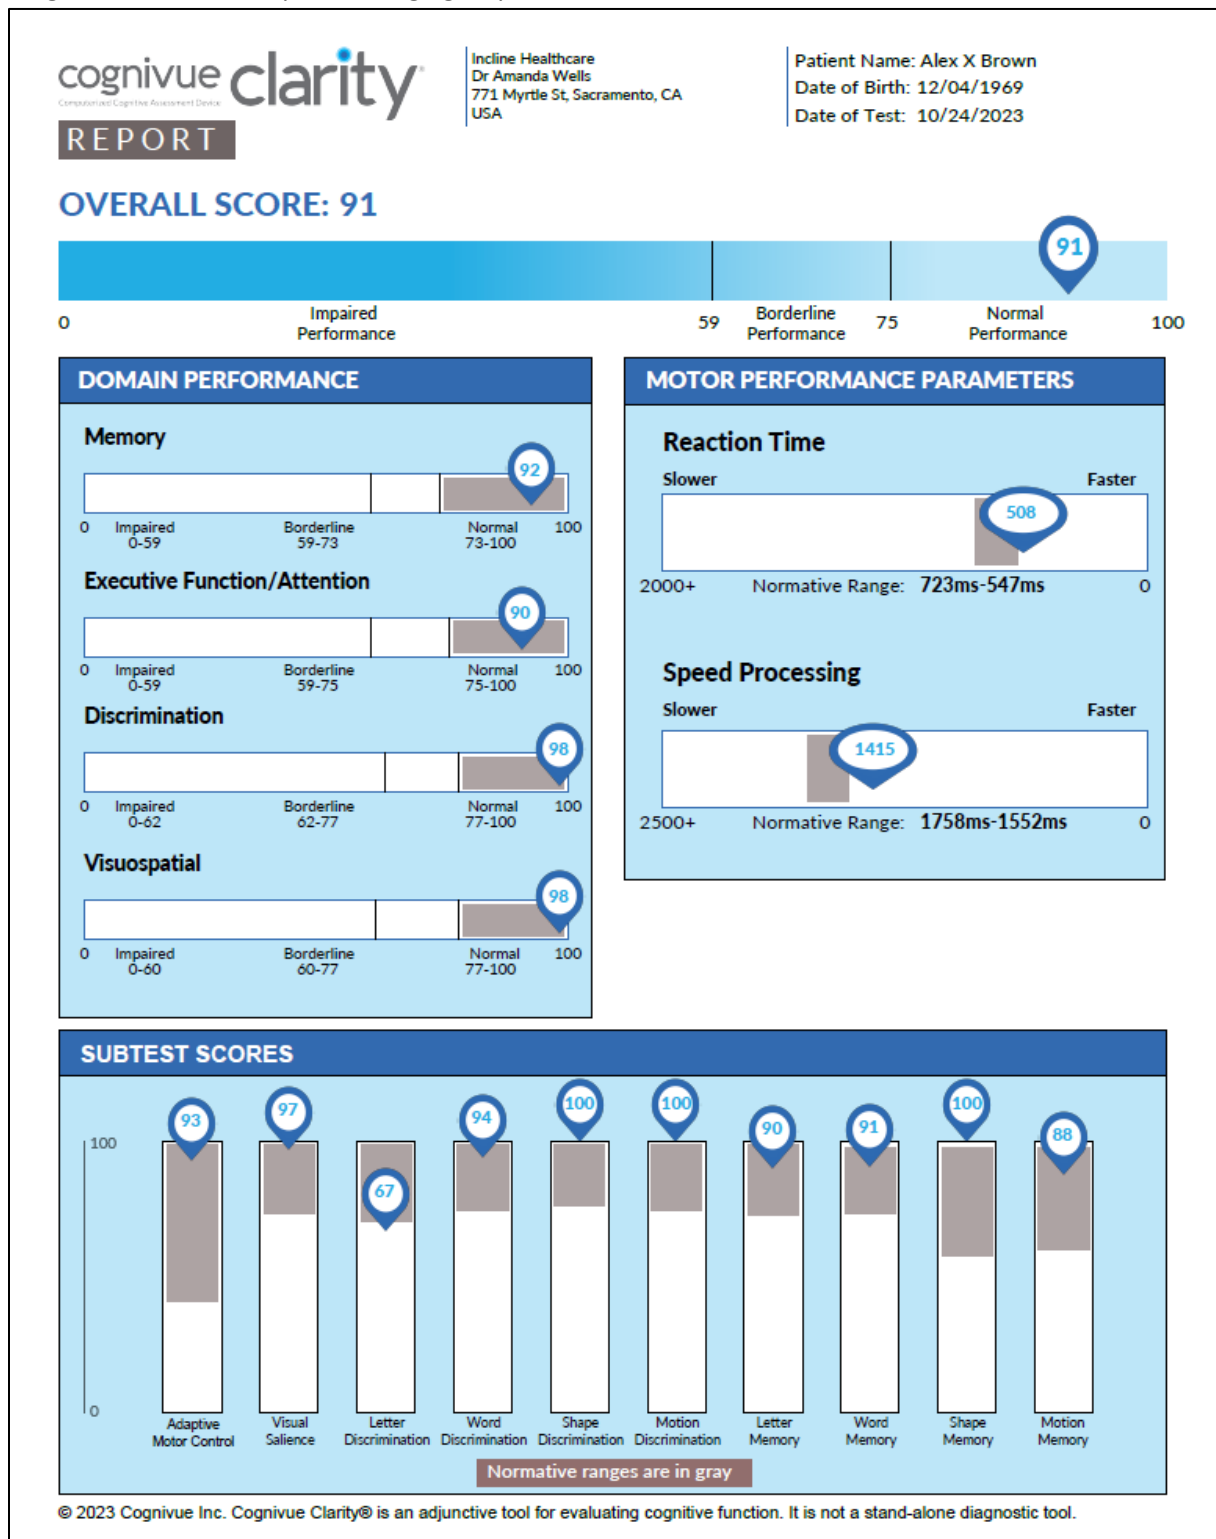 cognivue clarity
Computerized Cognitive Assessment Device
REPORT
Incline Healthcare
Dr Amanda Wells
771 Myrtle St, Sacramento, CA
USA
Patient Name: Alex X Brown
Date of Birth: 12/04/1969
Date of Test: 10/24/2023
OVERALL SCORE: 91
91
0
Impaired
Performance
59
Borderline
Performance
75
Normal
Performance
100
DOMAIN PERFORMANCE
Memory
92
0 Impaired Borderline Normal 100
0-59 59-73 73-100
Executive Function/Attention
90
0 Impaired Borderline Normal 100
0-59 59-75 75-100
Discrimination
98
0 Impaired Borderline Normal 100
0-62 62-77 77-100
Visuospatial
98
0 Impaired Borderline Normal 100
0-60 60-77 77-100
MOTOR PERFORMANCE PARAMETERS
Reaction Time
Slower Faster
508
2000+ Normative Range: 723ms-547ms 0
Speed Processing
Slower Faster
1415
2500+ Normative Range: 1758ms-1552ms 0
SUBTEST SCORES
93 97 67 94 100 100 90 91 100 88
100
0
Adaptive
Motor Control
Visual
Salience
Letter
Discrimination
Word
Discrimination
Shape
Discrimination
Motion
Discrimination
Letter
Memory
Word
Memory
Shape
Memory
Motion
Memory
Normative ranges are in gray
© 2023 Cognivue Inc. Cognivue Clarity® is an adjunctive tool for evaluating cognitive function. It is not a stand-alone diagnostic tool.